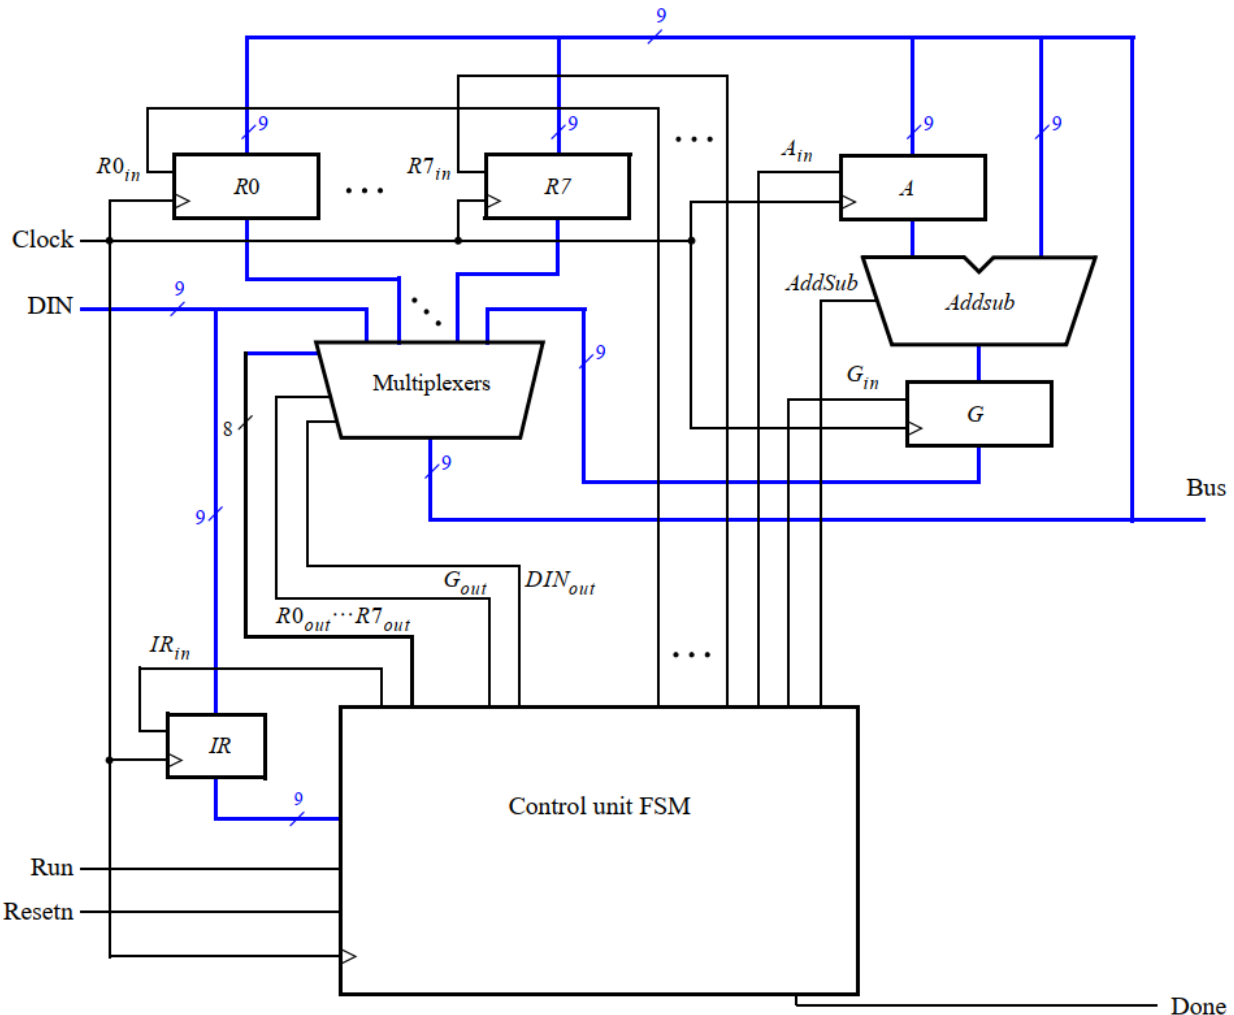 9
9
9
9
9
R0in
R0
...
R7in
R7
...
Ain
A
Clock
DIN
9
AddSub
Addsub
Multiplexers
9
8
Gin
G
9
9
Bus
Gout
DINout
R0out...R7out
IRin
...
IR
9
Control unit FSM
Run
Resetn
Done